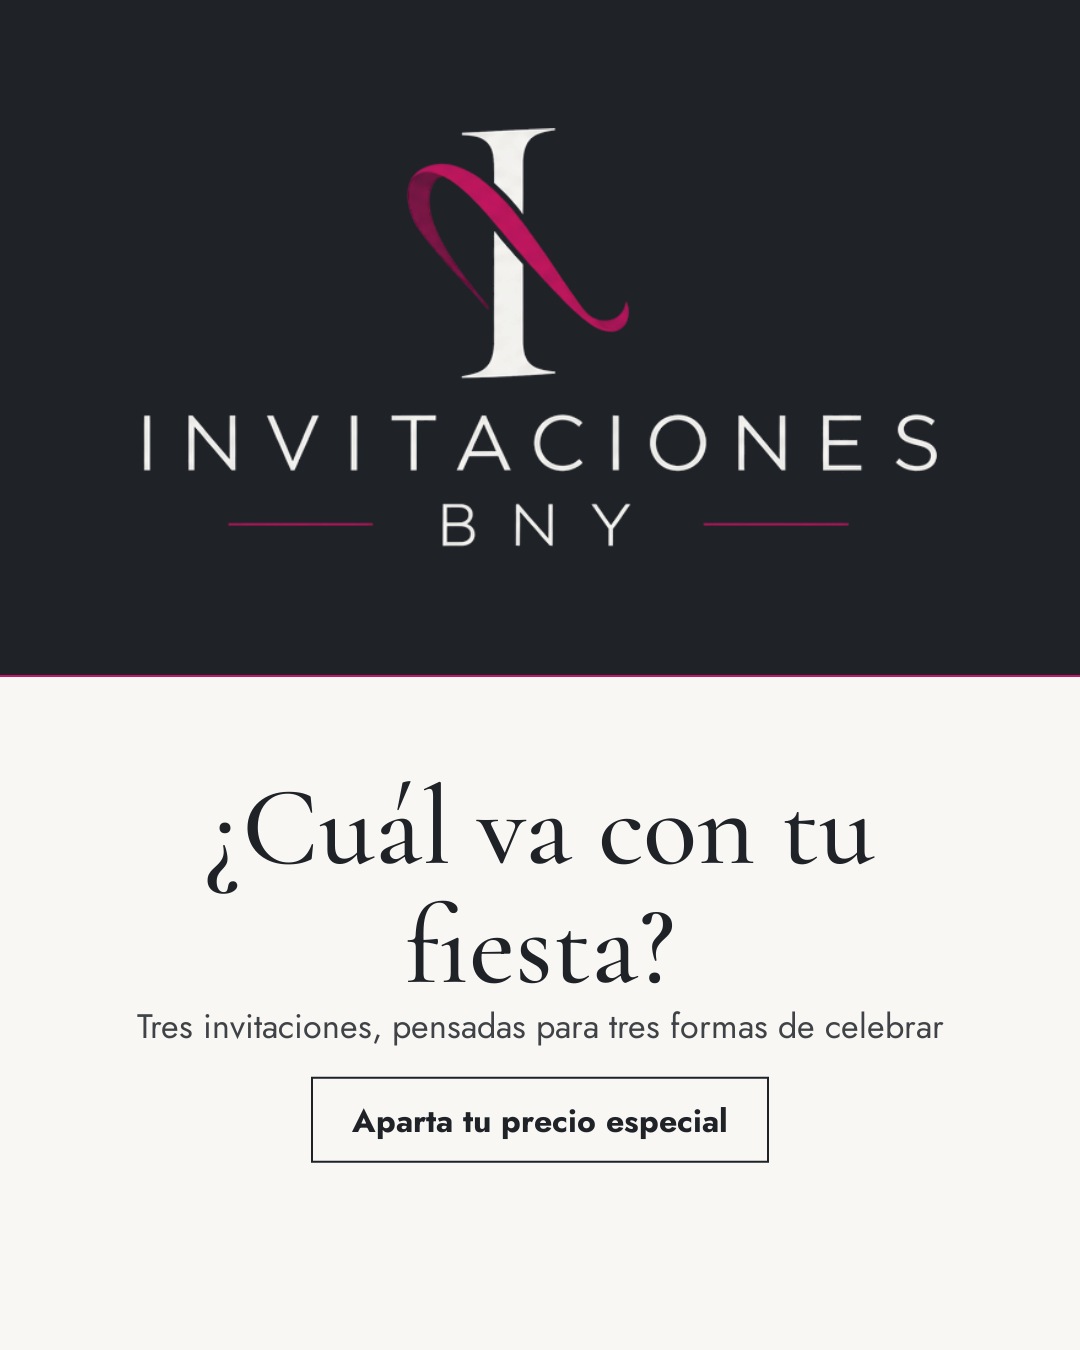 I
INVITACIONES
BNY
¿Cuál va con tu
fiesta?
Tres invitaciones, pensadas para tres formas de celebrar
Aparta tu precio especial